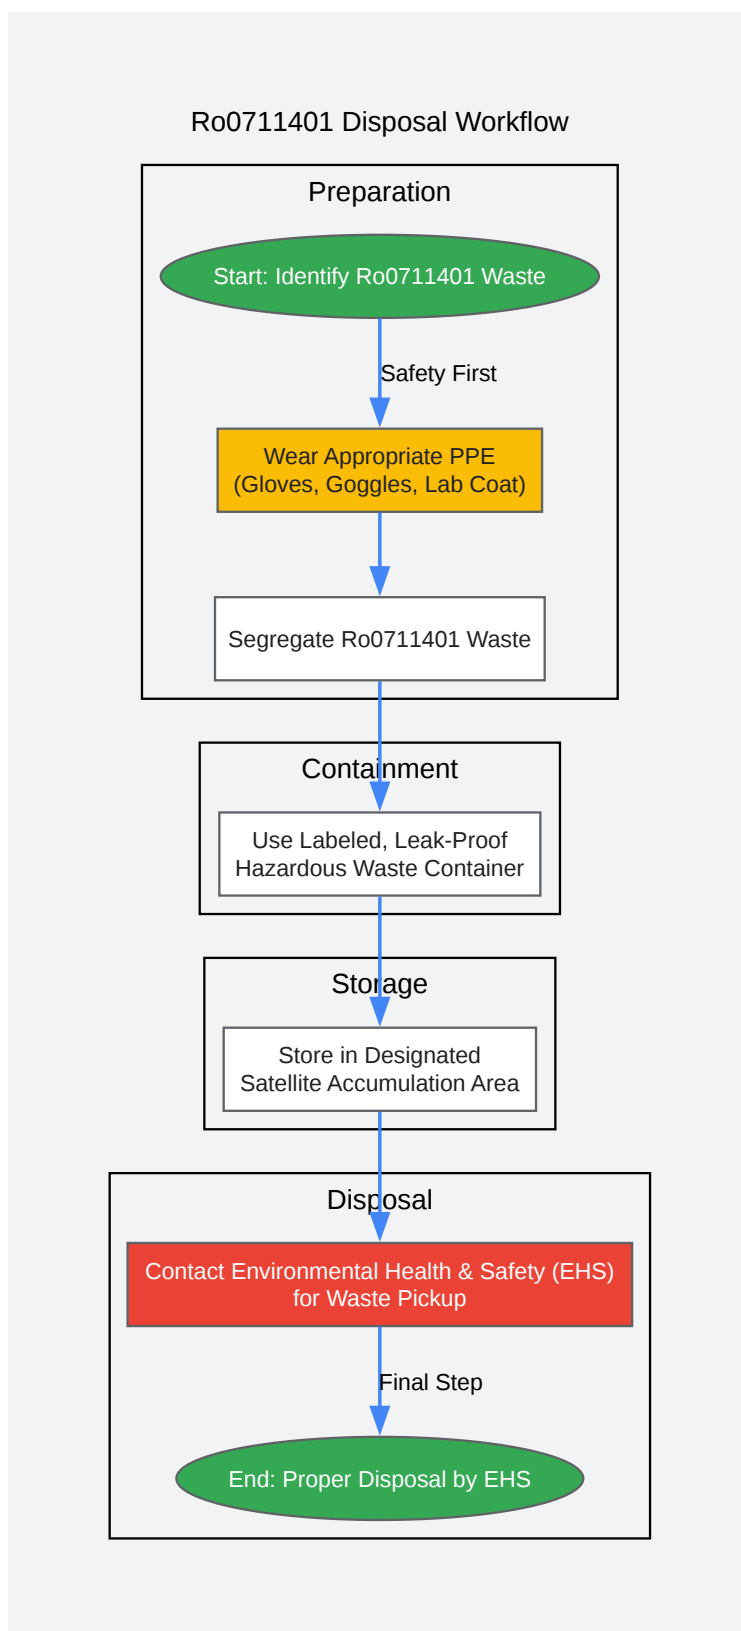 Ro0711401 Disposal Workflow
Preparation
Start: Identify Ro0711401 Waste
Safety First
Wear Appropriate PPE
(Gloves, Goggles, Lab Coat)
Segregate Ro0711401 Waste
Containment
Use Labeled, Leak-Proof
Hazardous Waste Container
Storage
Store in Designated
Satellite Accumulation Area
Disposal
Contact Environmental Health & Safety (EHS)
for Waste Pickup
Final Step
End: Proper Disposal by EHS